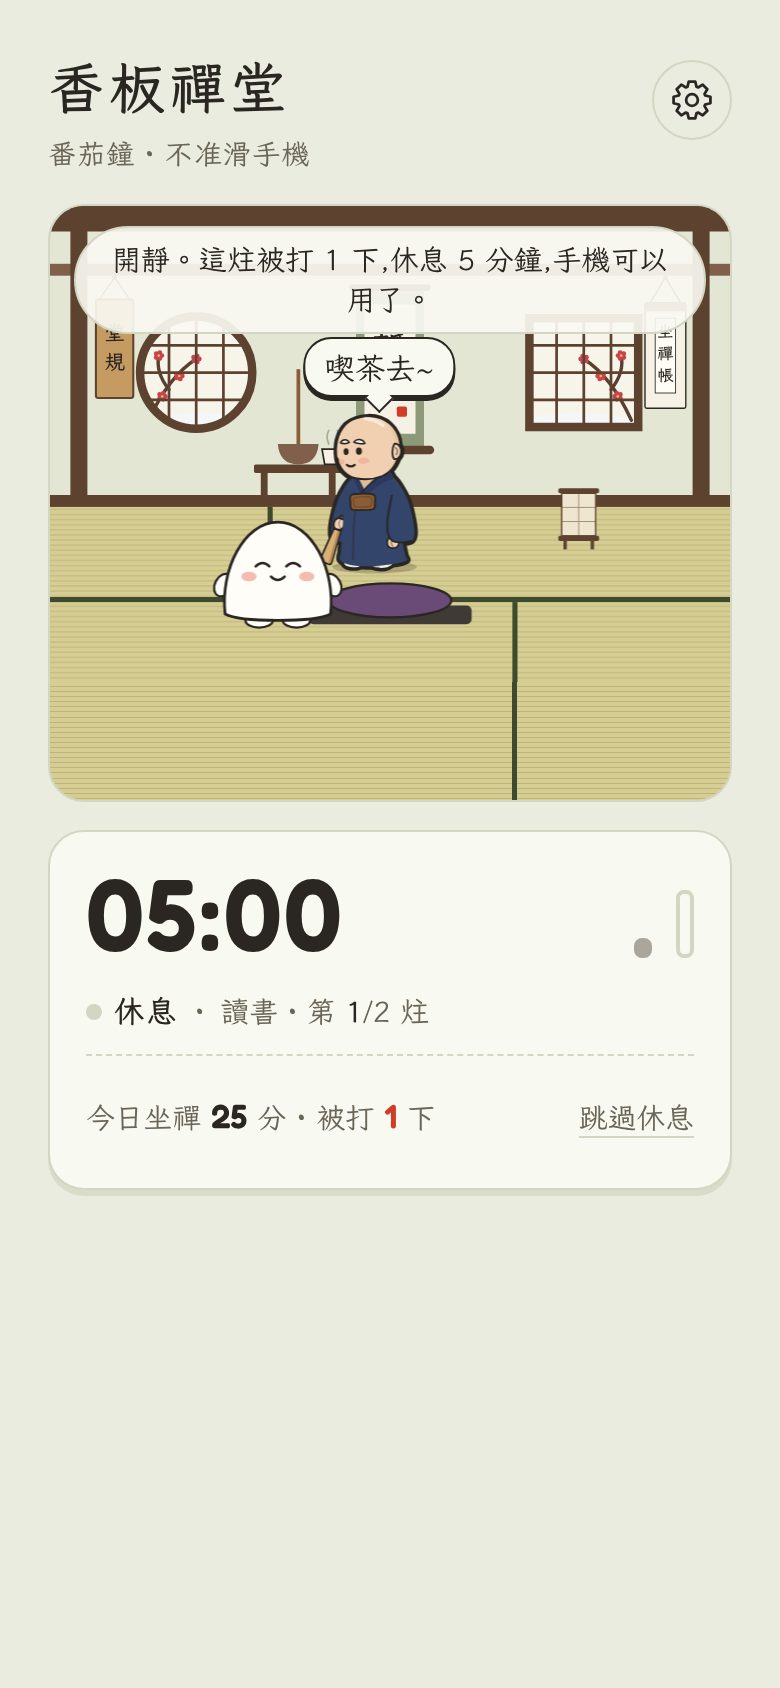 香板禪堂
番茄鐘・不准滑手機
開靜。這炷被打 1 下,休息 5 分鐘,手機可以
用了。
堂規
坐禪帳
喫茶去~
05:00
休息 ・ 讀書・第 1/2 炷
今日坐禪 25 分・被打 1 下
跳過休息